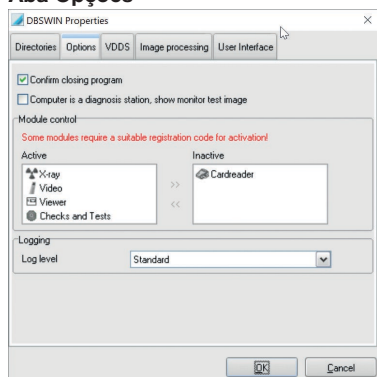 Aba Opções
DBSWIN Properties
Directories Options VDDS Image processing User Interface
Confirm closing program
Computer is a diagnosis station, show monitor test image
Module control
Some modules require a suitable registration code for activation!
Active Inactive
X-ray
Video
Viewer
Checks and Tests
>>
<<
Cardreader
Logging
Log level Standard
OK Cancel